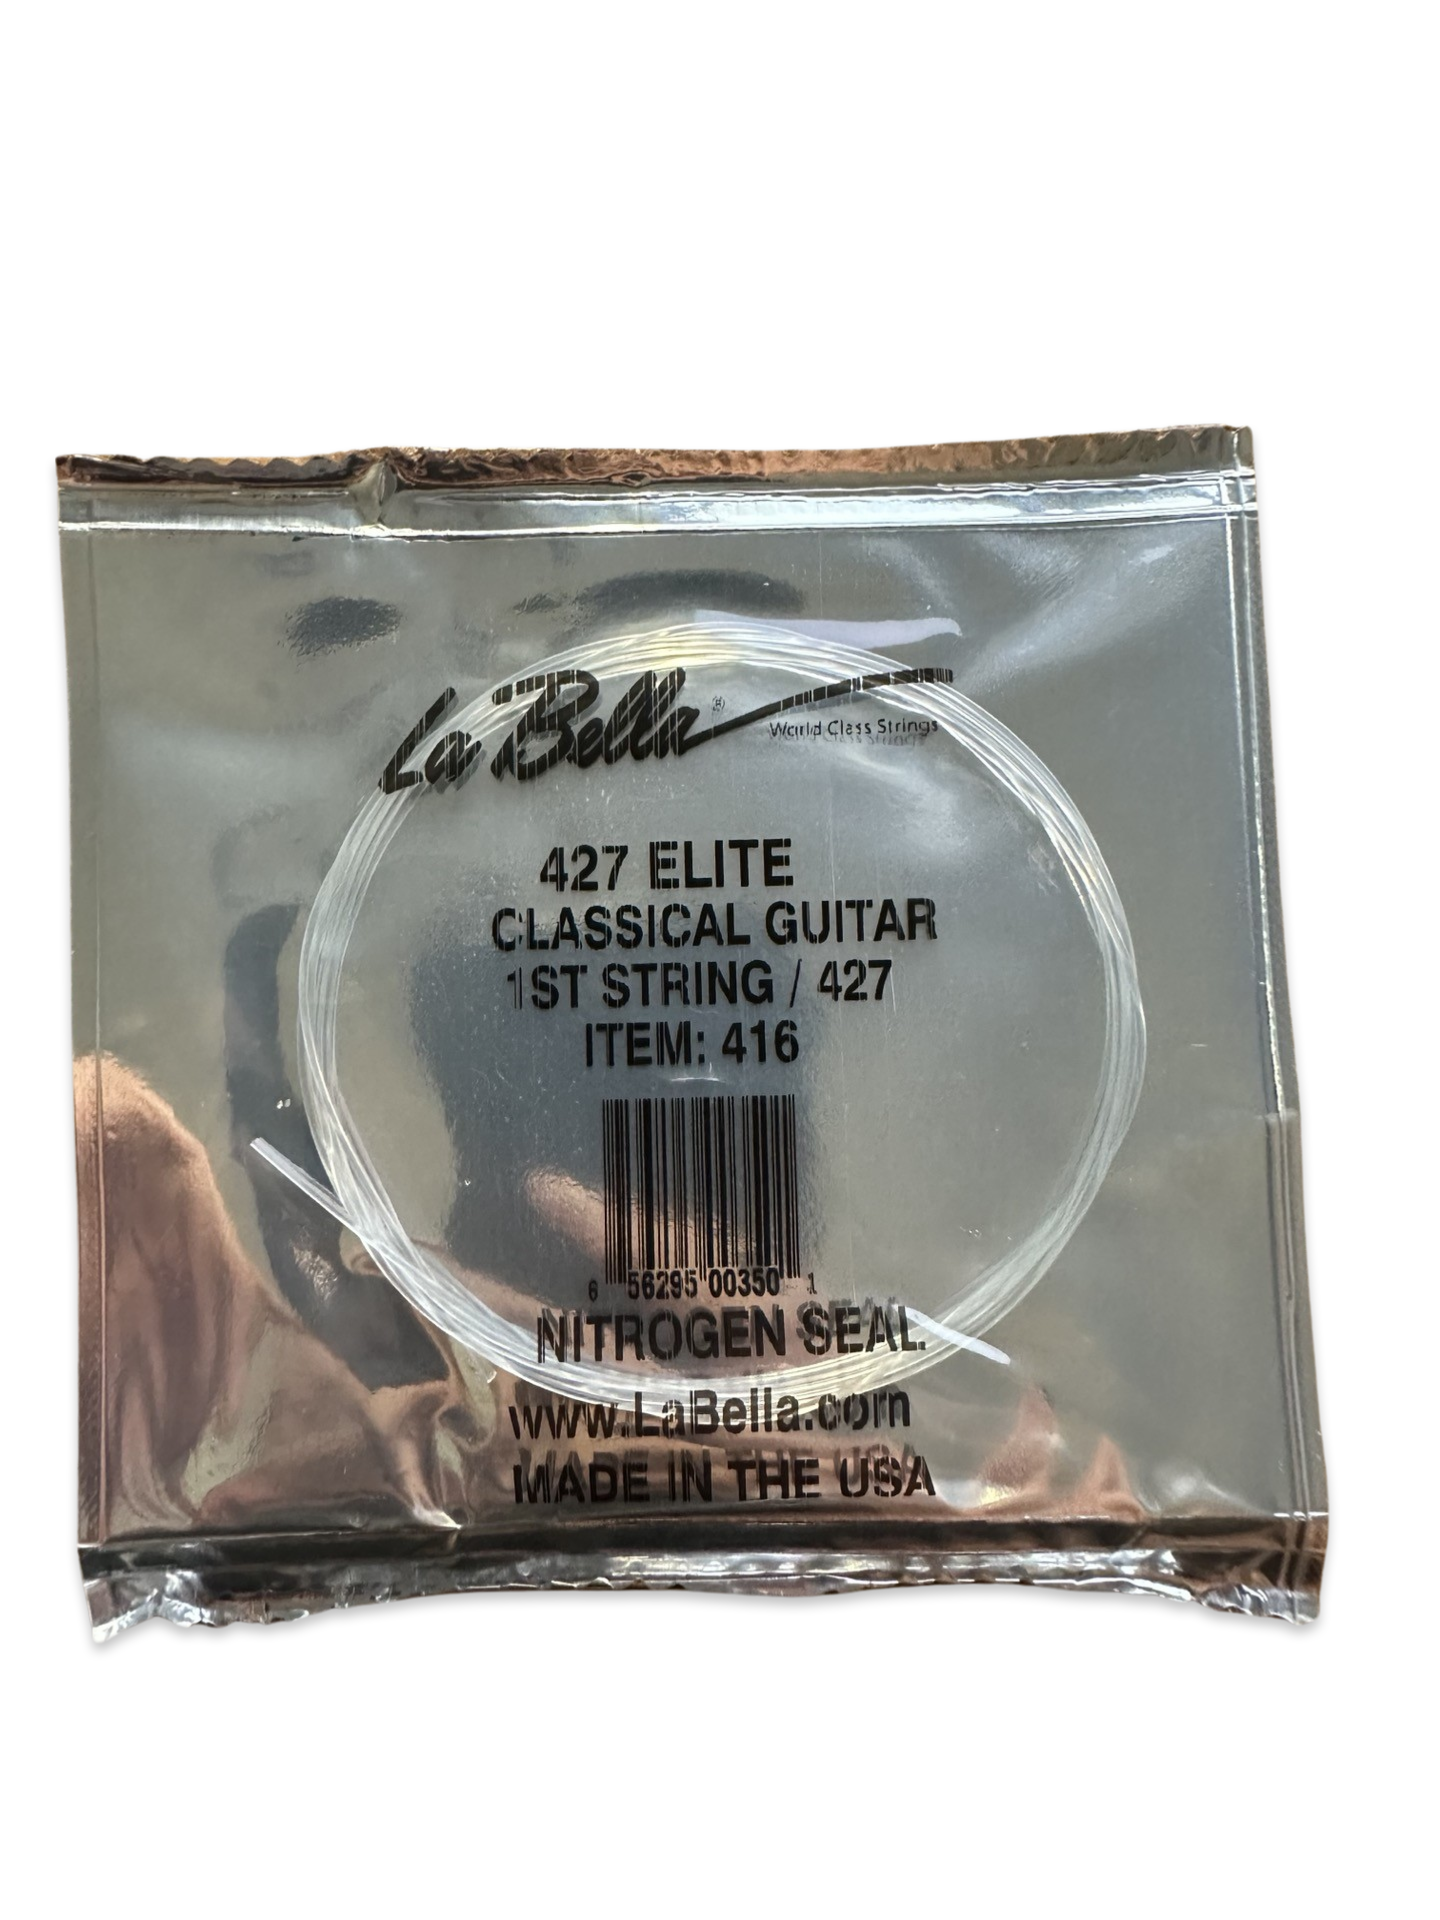 La Bella®
World Class Strings
427 ELITE
CLASSICAL GUITAR
1ST STRING / 427
ITEM: 416
6 56295 00350 1
NITROGEN SEAL
www.LaBella.com
MADE IN THE USA